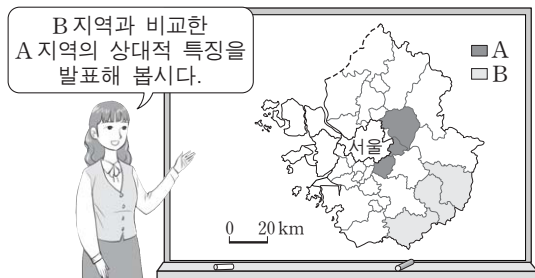 B 지역과 비교한
A 지역의 상대적 특징을
발표해 봅시다.
A
B
서울
0 20 km